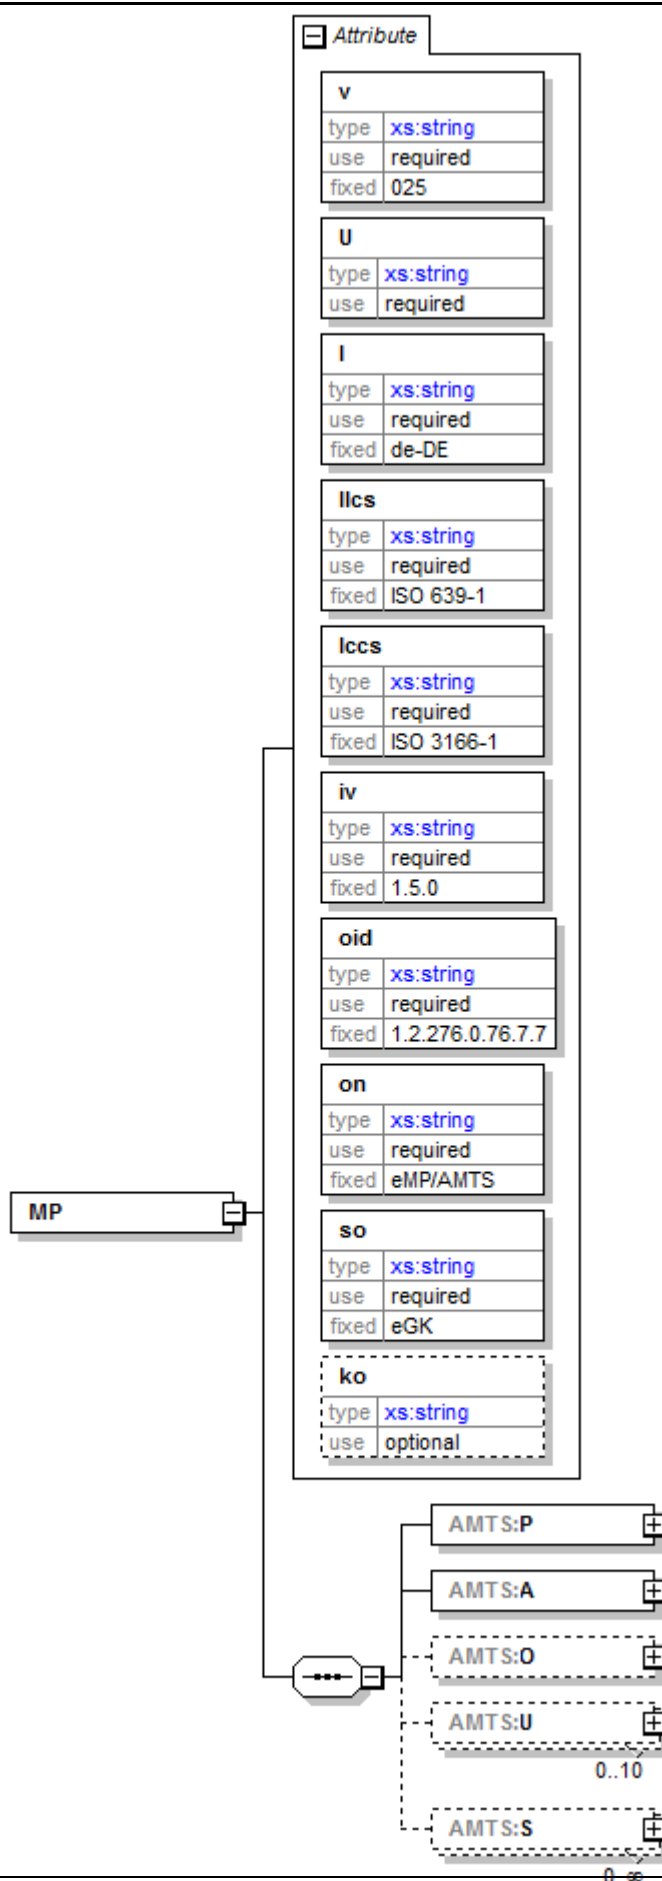 Attribute
v
type xs:string
use required
fixed 025
U
type xs:string
use required
l
type xs:string
use required
fixed de-DE
llcs
type xs:string
use required
fixed ISO 639-1
lccs
type xs:string
use required
fixed ISO 3166-1
iv
type xs:string
use required
fixed 1.5.0
oid
type xs:string
use required
fixed 1.2.276.0.76.7.7
on
type xs:string
use required
fixed eMP/AMTS
MP
so
type xs:string
use required
fixed eGK
ko
type xs:string
use optional
AMTS:P
AMTS:A
AMTS:O
AMTS:U
0..10
AMTS:S
0..∞